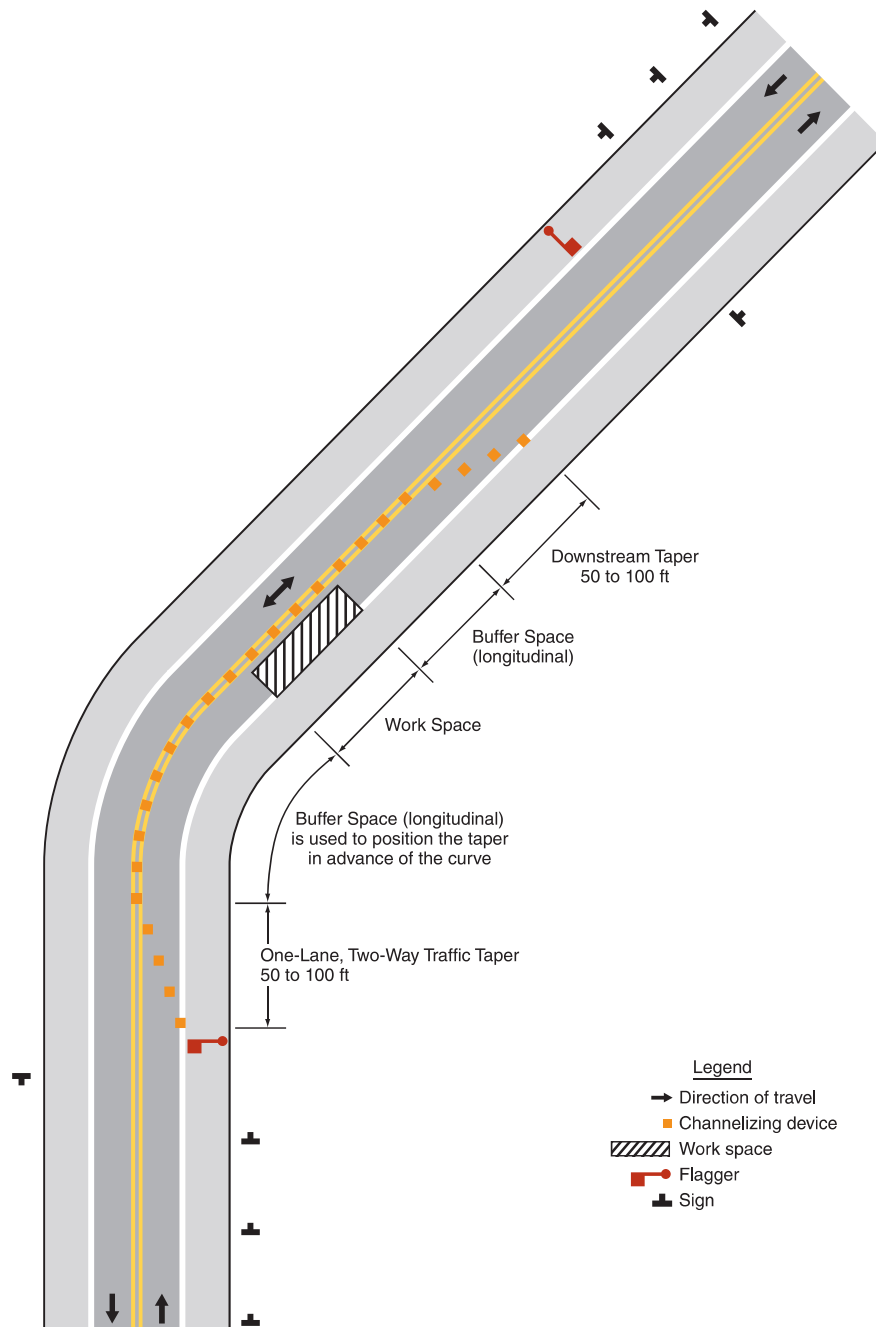 Downstream Taper
50 to 100 ft
Buffer Space
(longitudinal)
Work Space
Buffer Space (longitudinal)
is used to position the taper
in advance of the curve
One-Lane, Two-Way Traffic Taper
50 to 100 ft
Legend
Direction of travel
Channelizing device
Work space
Flagger
Sign